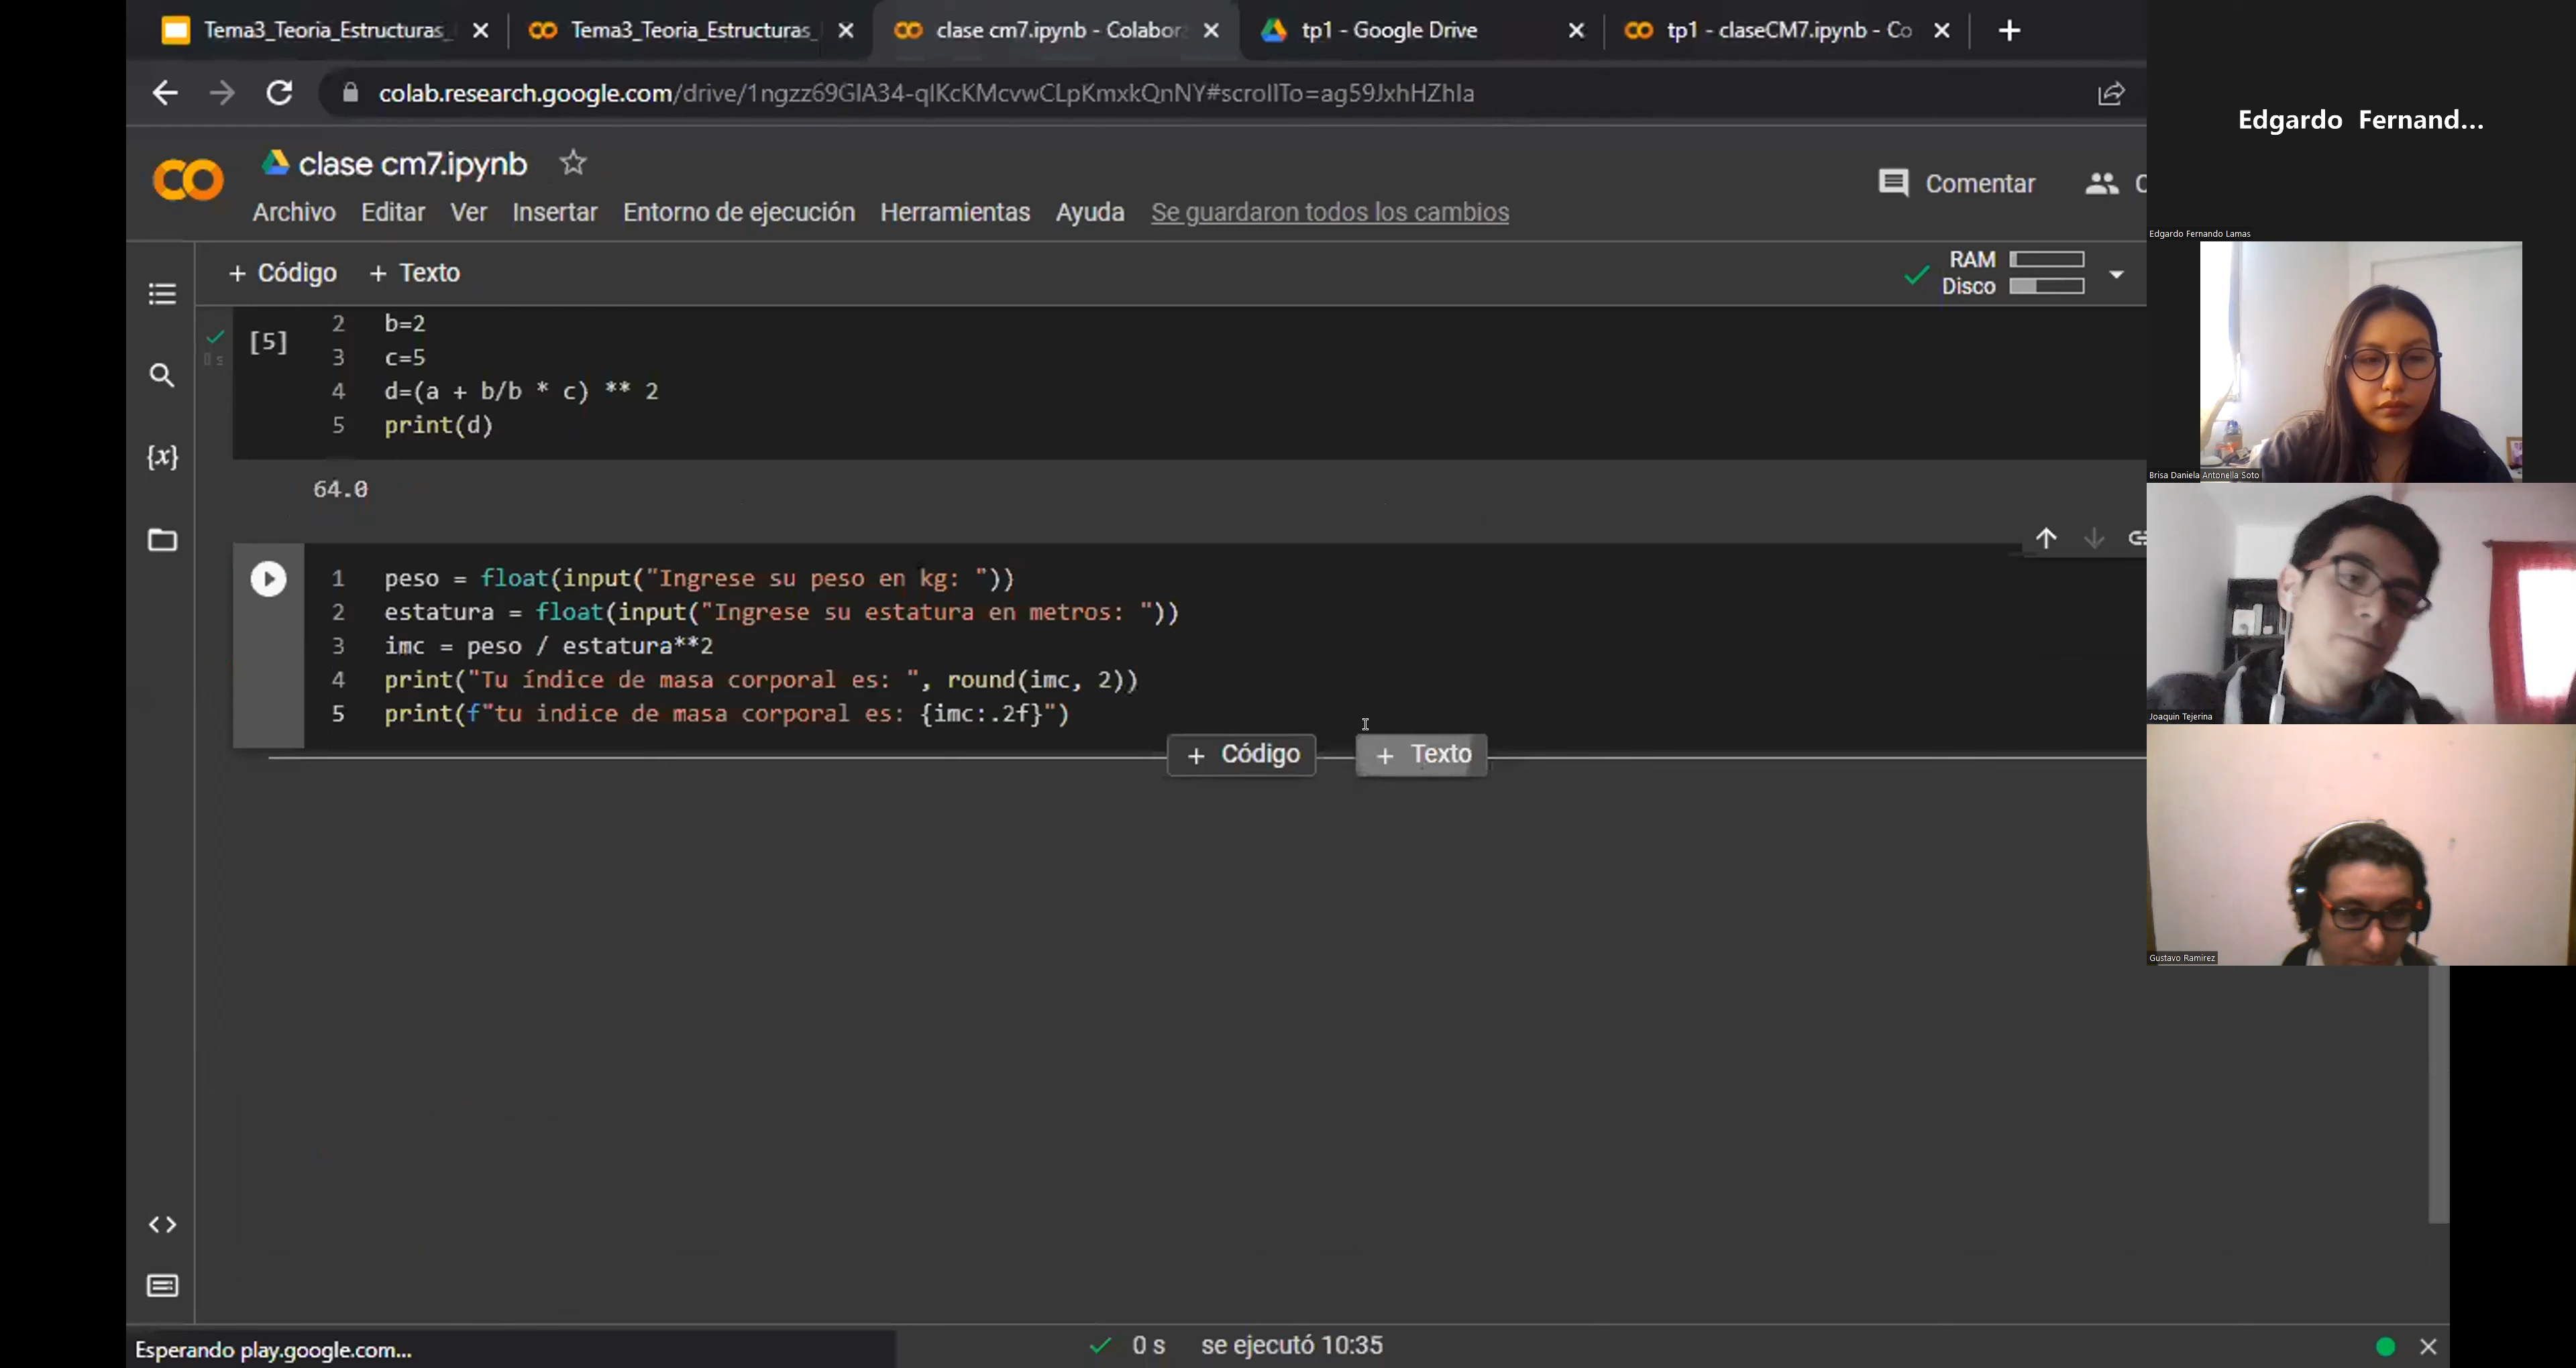 Tema3_Teoria_Estructuras_
Tema3_Teoria_Estructuras_
clase cm7.ipynb - Colabor
tp1 - Google Drive
tp1 - claseCM7.ipynb - Co
colab.research.google.com/drive/1ngzz69GIA34-qIKcKMcvwCLpKmxkQnNY#scrollTo=ag59JxhHZhIa
clase cm7.ipynb
Comentar
C
Archivo Editar Ver Insertar Entorno de ejecución Herramientas Ayuda Se guardaron todos los cambios
+ Código + Texto
RAM
Disco
[5]
0 s
2 b=2
3 c=5
4 d=(a + b/b * c) ** 2
5 print(d)
{x}
64.0
1 peso = float(input("Ingrese su peso en kg: "))
2 estatura = float(input("Ingrese su estatura en metros: "))
3 imc = peso / estatura**2
4 print("Tu índice de masa corporal es: ", round(imc, 2))
5 print(f"tu indice de masa corporal es: {imc:.2f}")
+ Código + Texto
Esperando play.google.com...
0 s se ejecutó 10:35
Edgardo Fernand...
Edgardo Fernando Lamas
Brisa Daniela Antonella Soto
Joaquin Tejerina
Gustavo Ramirez